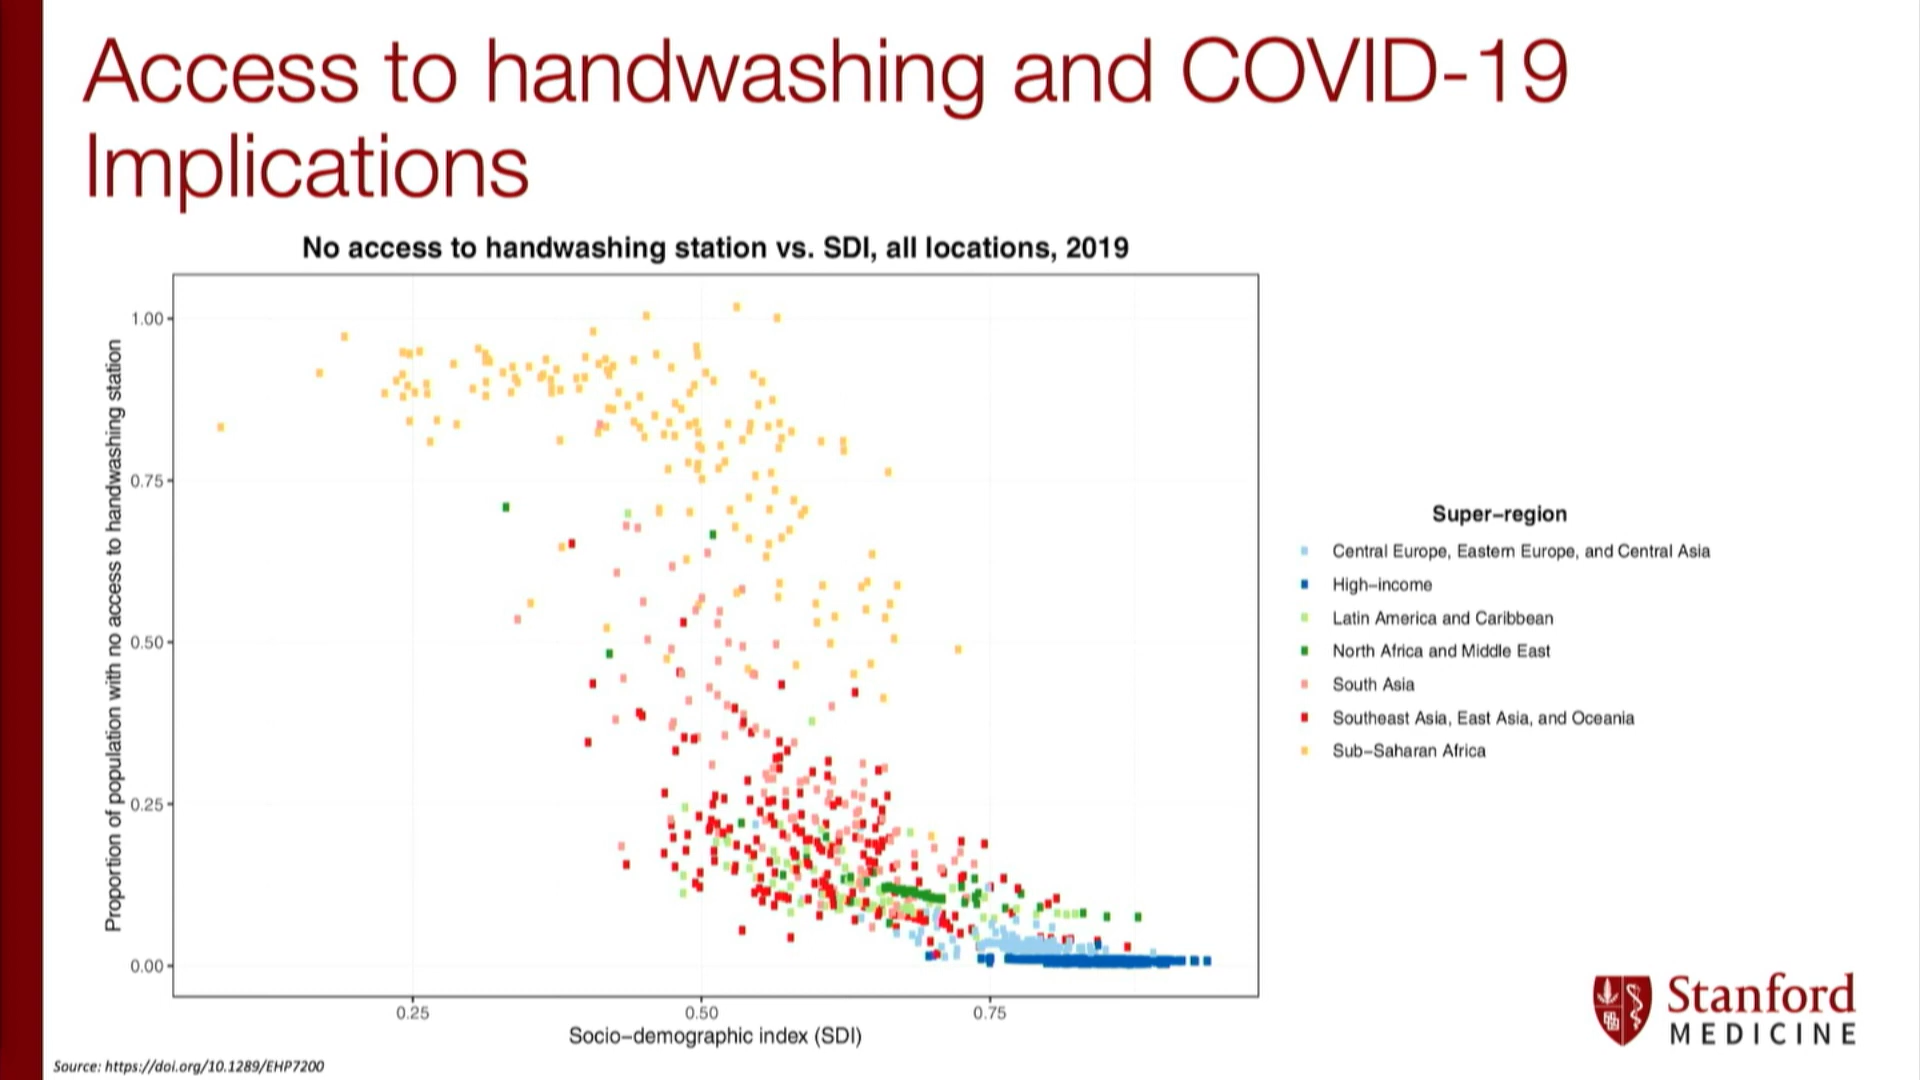 Access to handwashing and COVID-19
Implications
No access to handwashing station vs. SDI, all locations, 2019
Proportion of population with no access to handwashing station
1.00
0.75
0.50
0.25
0.00
0.25
0.50
0.75
Socio–demographic index (SDI)
Super–region
Central Europe, Eastern Europe, and Central Asia
High–income
Latin America and Caribbean
North Africa and Middle East
South Asia
Southeast Asia, East Asia, and Oceania
Sub–Saharan Africa
Stanford
MEDICINE
Source: https://doi.org/10.1289/EHP7200